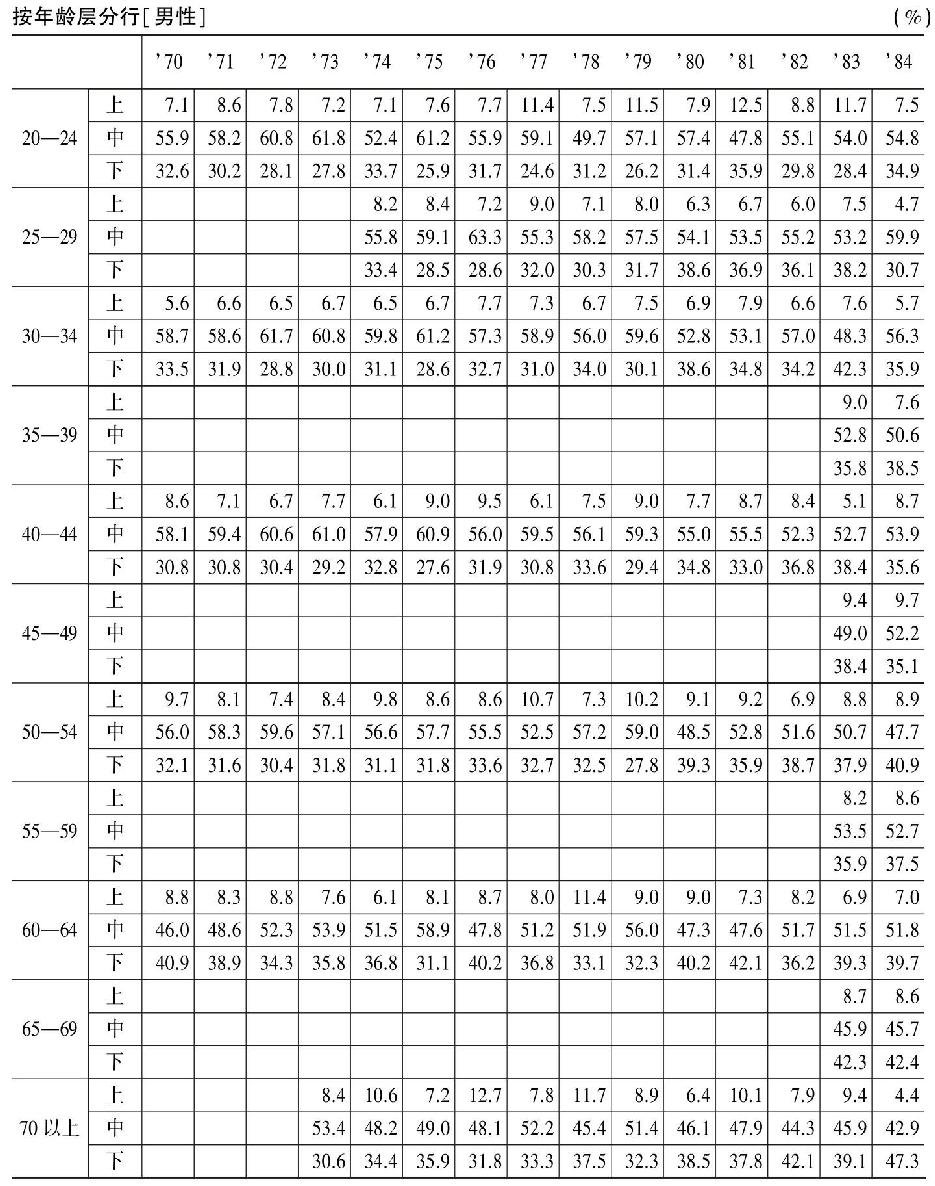 按年龄层分行[男性] (%)
'70 '71 '72 '73 '74 '75 '76 '77 '78 '79 '80 '81 '82 '83 '84
上 7.1 8.6 7.8 7.2 7.1 7.6 7.7 11.4 7.5 11.5 7.9 12.5 8.8 11.7 7.5
20—24 中 55.9 58.2 60.8 61.8 52.4 61.2 55.9 59.1 49.7 57.1 57.4 47.8 55.1 54.0 54.8
下 32.6 30.2 28.1 27.8 33.7 25.9 31.7 24.6 31.2 26.2 31.4 35.9 29.8 28.4 34.9
上 8.2 8.4 7.2 9.0 7.1 8.0 6.3 6.7 6.0 7.5 4.7
25—29 中 55.8 59.1 63.3 55.3 58.2 57.5 54.1 53.5 55.2 53.2 59.9
下 33.4 28.5 28.6 32.0 30.3 31.7 38.6 36.9 36.1 38.2 30.7
上 5.6 6.6 6.5 6.7 6.5 6.7 7.7 7.3 6.7 7.5 6.9 7.9 6.6 7.6 5.7
30—34 中 58.7 58.6 61.7 60.8 59.8 61.2 57.3 58.9 56.0 59.6 52.8 53.1 57.0 48.3 56.3
下 33.5 31.9 28.8 30.0 31.1 28.6 32.7 31.0 34.0 30.1 38.6 34.8 34.2 42.3 35.9
上 9.0 7.6
35—39 中 52.8 50.6
下 35.8 38.5
上 8.6 7.1 6.7 7.7 6.1 9.0 9.5 6.1 7.5 9.0 7.7 8.7 8.4 5.1 8.7
40—44 中 58.1 59.4 60.6 61.0 57.9 60.9 56.0 59.5 56.1 59.3 55.0 55.5 52.3 52.7 53.9
下 30.8 30.8 30.4 29.2 32.8 27.6 31.9 30.8 33.6 29.4 34.8 33.0 36.8 38.4 35.6
上 9.4 9.7
45—49 中 49.0 52.2
下 38.4 35.1
上 9.7 8.1 7.4 8.4 9.8 8.6 8.6 10.7 7.3 10.2 9.1 9.2 6.9 8.8 8.9
50—54 中 56.0 58.3 59.6 57.1 56.6 57.7 55.5 52.5 57.2 59.0 48.5 52.8 51.6 50.7 47.7
下 32.1 31.6 30.4 31.8 31.1 31.8 33.6 32.7 32.5 27.8 39.3 35.9 38.7 37.9 40.9
上 8.2 8.6
55—59 中 53.5 52.7
下 35.9 37.5
上 8.8 8.3 8.8 7.6 6.1 8.1 8.7 8.0 11.4 9.0 9.0 7.3 8.2 6.9 7.0
60—64 中 46.0 48.6 52.3 53.9 51.5 58.9 47.8 51.2 51.9 56.0 47.3 47.6 51.7 51.5 51.8
下 40.9 38.9 34.3 35.8 36.8 31.1 40.2 36.8 33.1 32.3 40.2 42.1 36.2 39.3 39.7
上 8.7 8.6
65—69 中 45.9 45.7
下 42.3 42.4
上 8.4 10.6 7.2 12.7 7.8 11.7 8.9 6.4 10.1 7.9 9.4 4.4
70以上 中 53.4 48.2 49.0 48.1 52.2 45.4 51.4 46.1 47.9 44.3 45.9 42.9
下 30.6 34.4 35.9 31.8 33.3 37.5 32.3 38.5 37.8 42.1 39.1 47.3